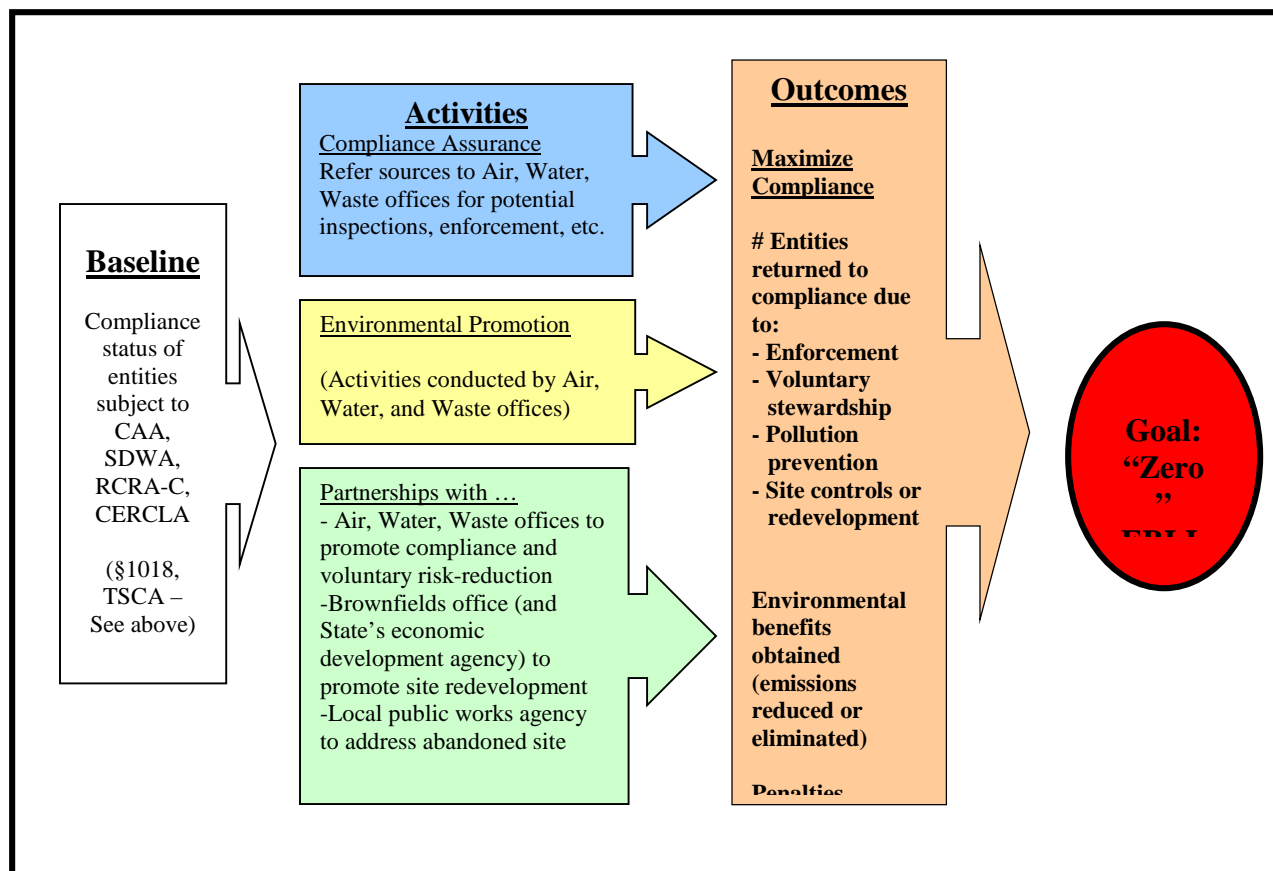 Baseline
Compliance
status of
entities
subject to
CAA,
SDWA,
RCRA-C,
CERCLA
(§1018,
TSCA –
See above)
Activities
Compliance Assurance
Refer sources to Air, Water,
Waste offices for potential
inspections, enforcement, etc.
Environmental Promotion
(Activities conducted by Air,
Water, and Waste offices)
Partnerships with …
- Air, Water, Waste offices to
promote compliance and
voluntary risk-reduction
-Brownfields office (and
State’s economic
development agency) to
promote site redevelopment
-Local public works agency
to address abandoned site
Outcomes
Maximize
Compliance
# Entities
returned to
compliance due
to:
- Enforcement
- Voluntary
stewardship
- Pollution
prevention
- Site controls or
redevelopment
Environmental
benefits
obtained
(emissions
reduced or
eliminated)
Penalties
Goal:
“Zero
”